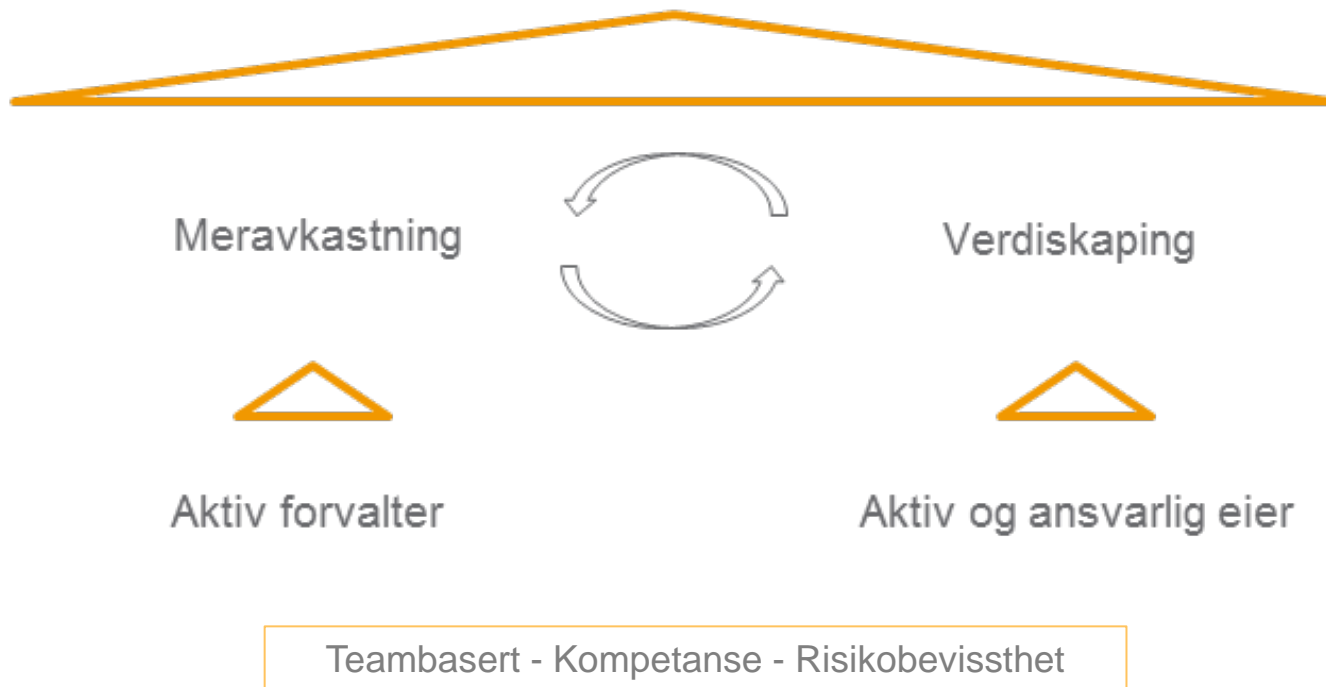 Meravkastning
Verdiskaping
Aktiv forvalter
Aktiv og ansvarlig eier
Teambasert - Kompetanse - Risikobevissthet